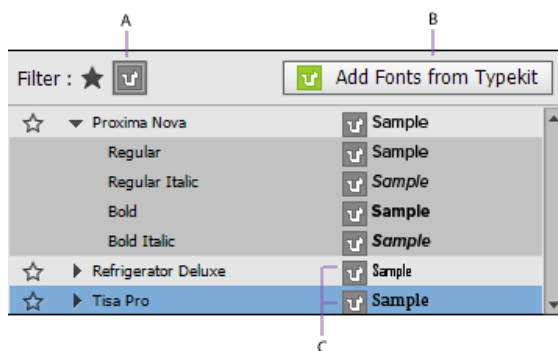 A
B
Filter : Add Fonts from Typekit
Proxima Nova Sample
Regular Sample
Regular Italic Sample
Bold Sample
Bold Italic Sample
Refrigerator Deluxe Sample
Tisa Pro Sample
C